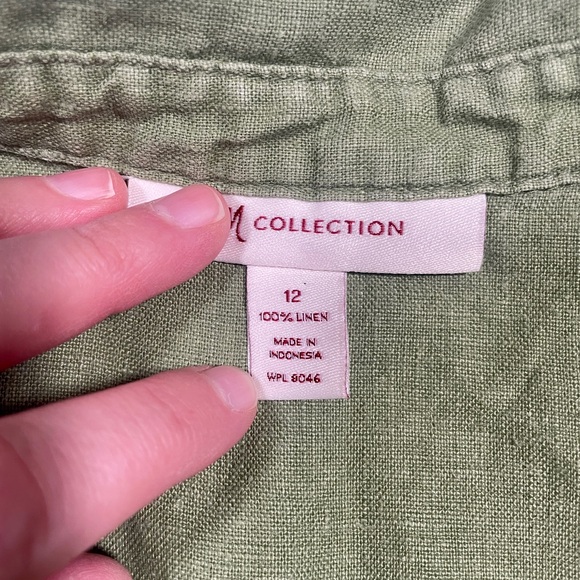 COLLECTION
12
100% LINEN
MADE IN
INDONESIA
WPL 8046